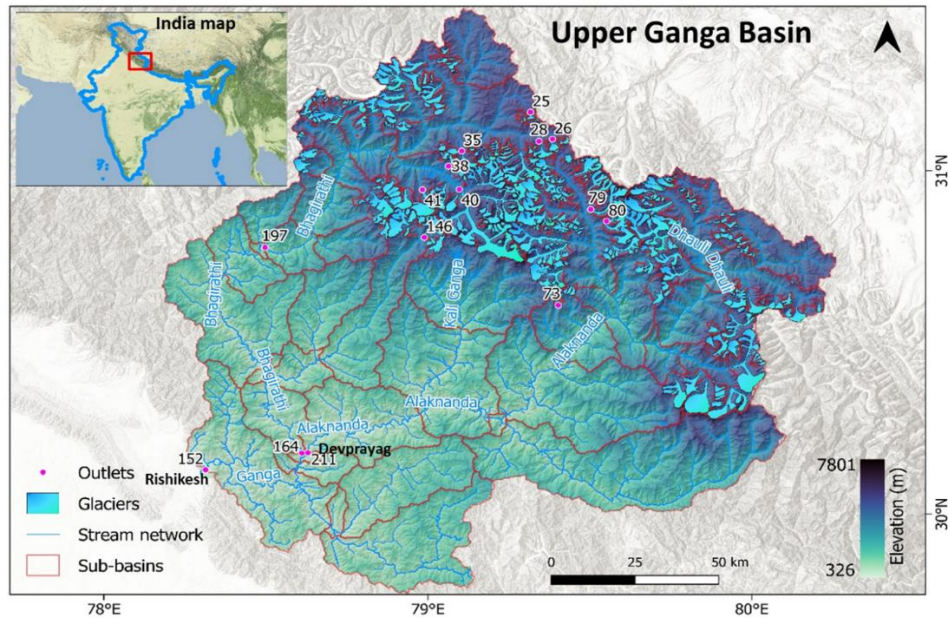 India map
Upper Ganga Basin
25
28
26
35
38
31°N
41
40
79
80
146
197
Bhagirathi
Dhauli Dhauli
Bhagirathi
Kali Ganga
73
Alaknanda
Bhagirathi
Alaknanda
Alaknanda
164
211
Devprayag
152
Rishikesh
Ganga
Outlets
Glaciers
Stream network
Sub-basins
7801
326
Elevation (m)
30°N
0
25
50 km
78°E
79°E
80°E